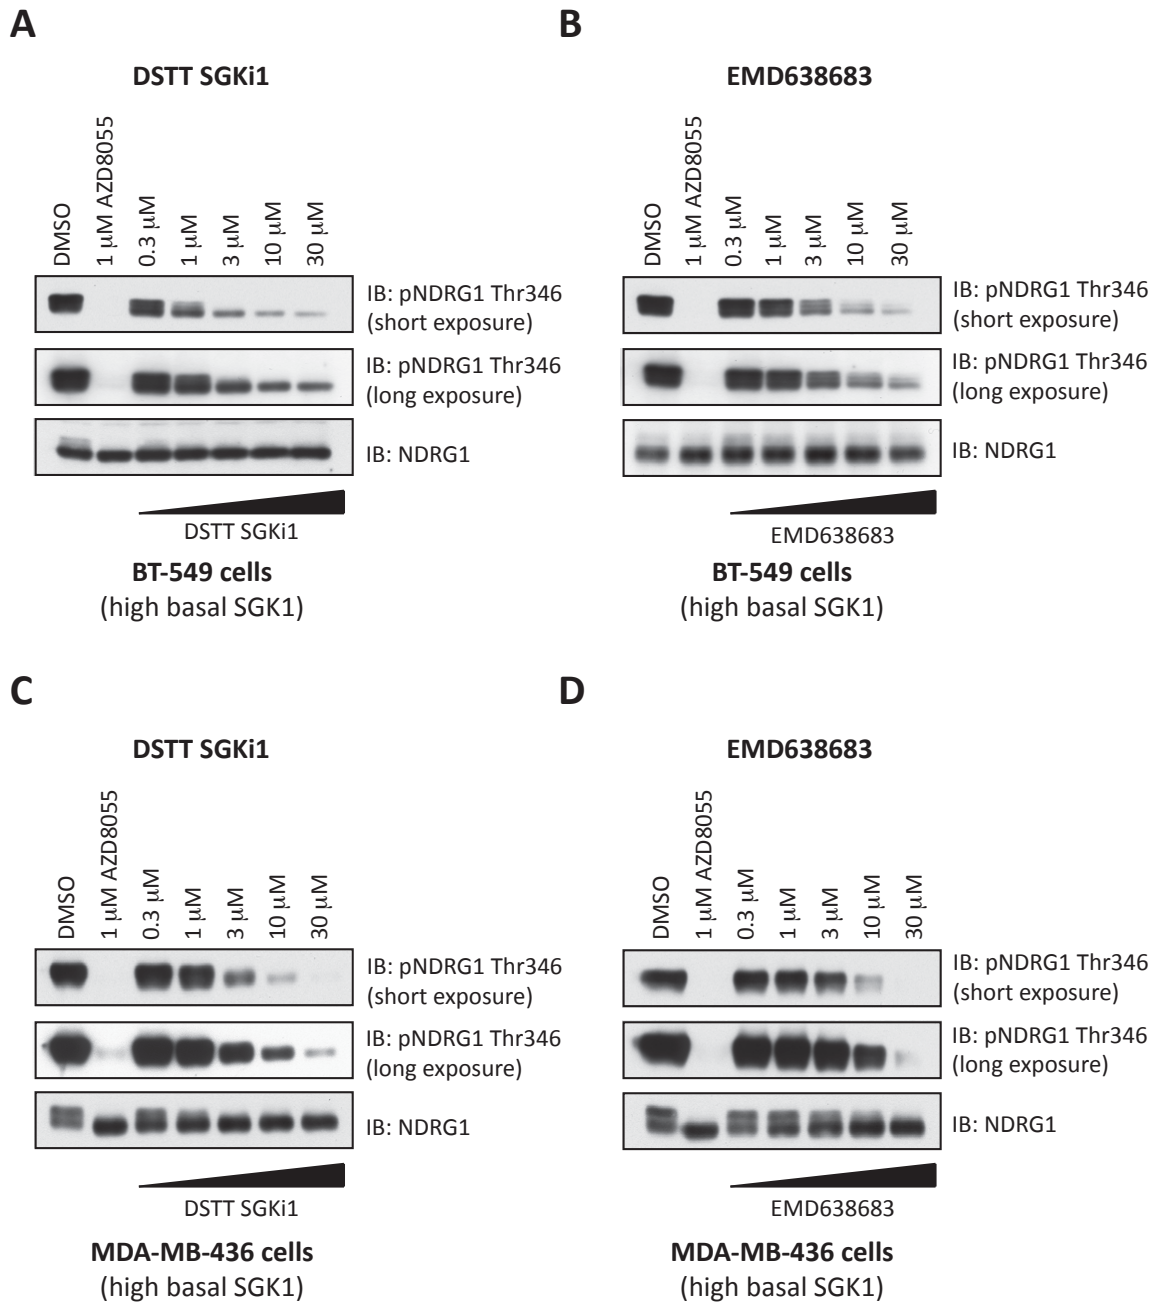 A
DSTT SGKi1
DMSO
1 μM AZD8055
0.3 μM
1 μM
3 μM
10 μM
30 μM
IB: pNDRG1 Thr346
(short exposure)
IB: pNDRG1 Thr346
(long exposure)
IB: NDRG1
DSTT SGKi1
BT-549 cells
(high basal SGK1)
B
EMD638683
DMSO
1 μM AZD8055
0.3 μM
1 μM
3 μM
10 μM
30 μM
IB: pNDRG1 Thr346
(short exposure)
IB: pNDRG1 Thr346
(long exposure)
IB: NDRG1
EMD638683
BT-549 cells
(high basal SGK1)
C
DSTT SGKi1
DMSO
1 μM AZD8055
0.3 μM
1 μM
3 μM
10 μM
30 μM
IB: pNDRG1 Thr346
(short exposure)
IB: pNDRG1 Thr346
(long exposure)
IB: NDRG1
DSTT SGKi1
MDA-MB-436 cells
(high basal SGK1)
D
EMD638683
DMSO
1 μM AZD8055
0.3 μM
1 μM
3 μM
10 μM
30 μM
IB: pNDRG1 Thr346
(short exposure)
IB: pNDRG1 Thr346
(long exposure)
IB: NDRG1
EMD638683
MDA-MB-436 cells
(high basal SGK1)